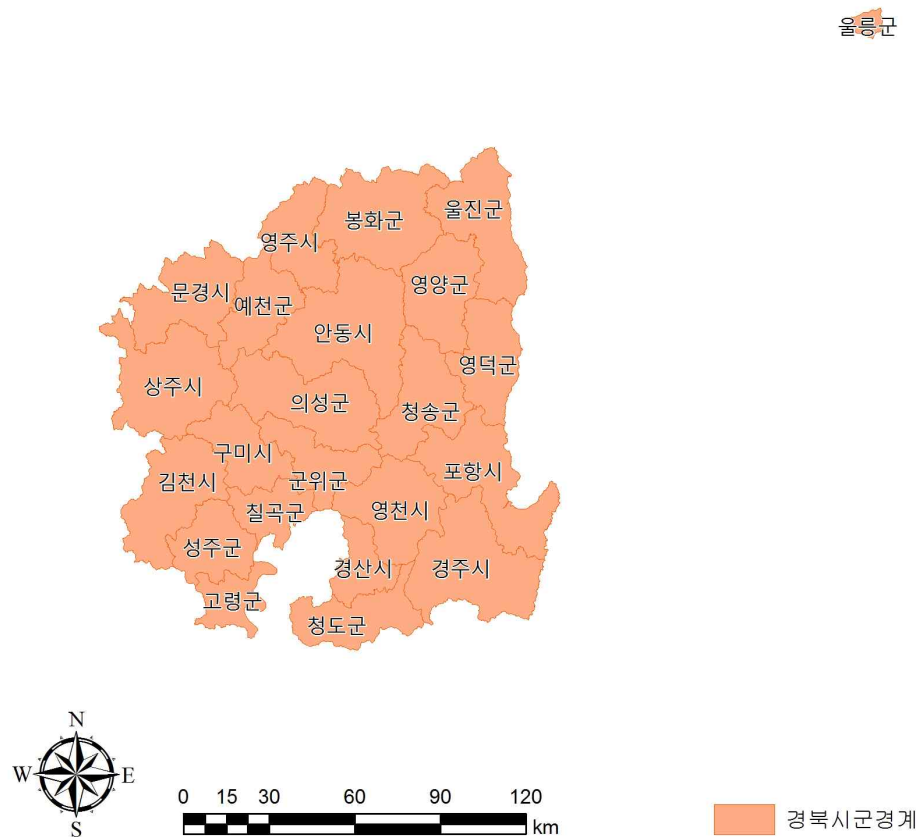 울릉군
울진군
봉화군
영주시
영양군
문경시
예천군
안동시
영덕군
상주시
의성군
청송군
구미시
포항시
김천시
군위군
칠곡군
영천시
성주군
경산시
경주시
고령군
청도군
N
W E
S
0 15 30 60 90 120
km
경북시군경계